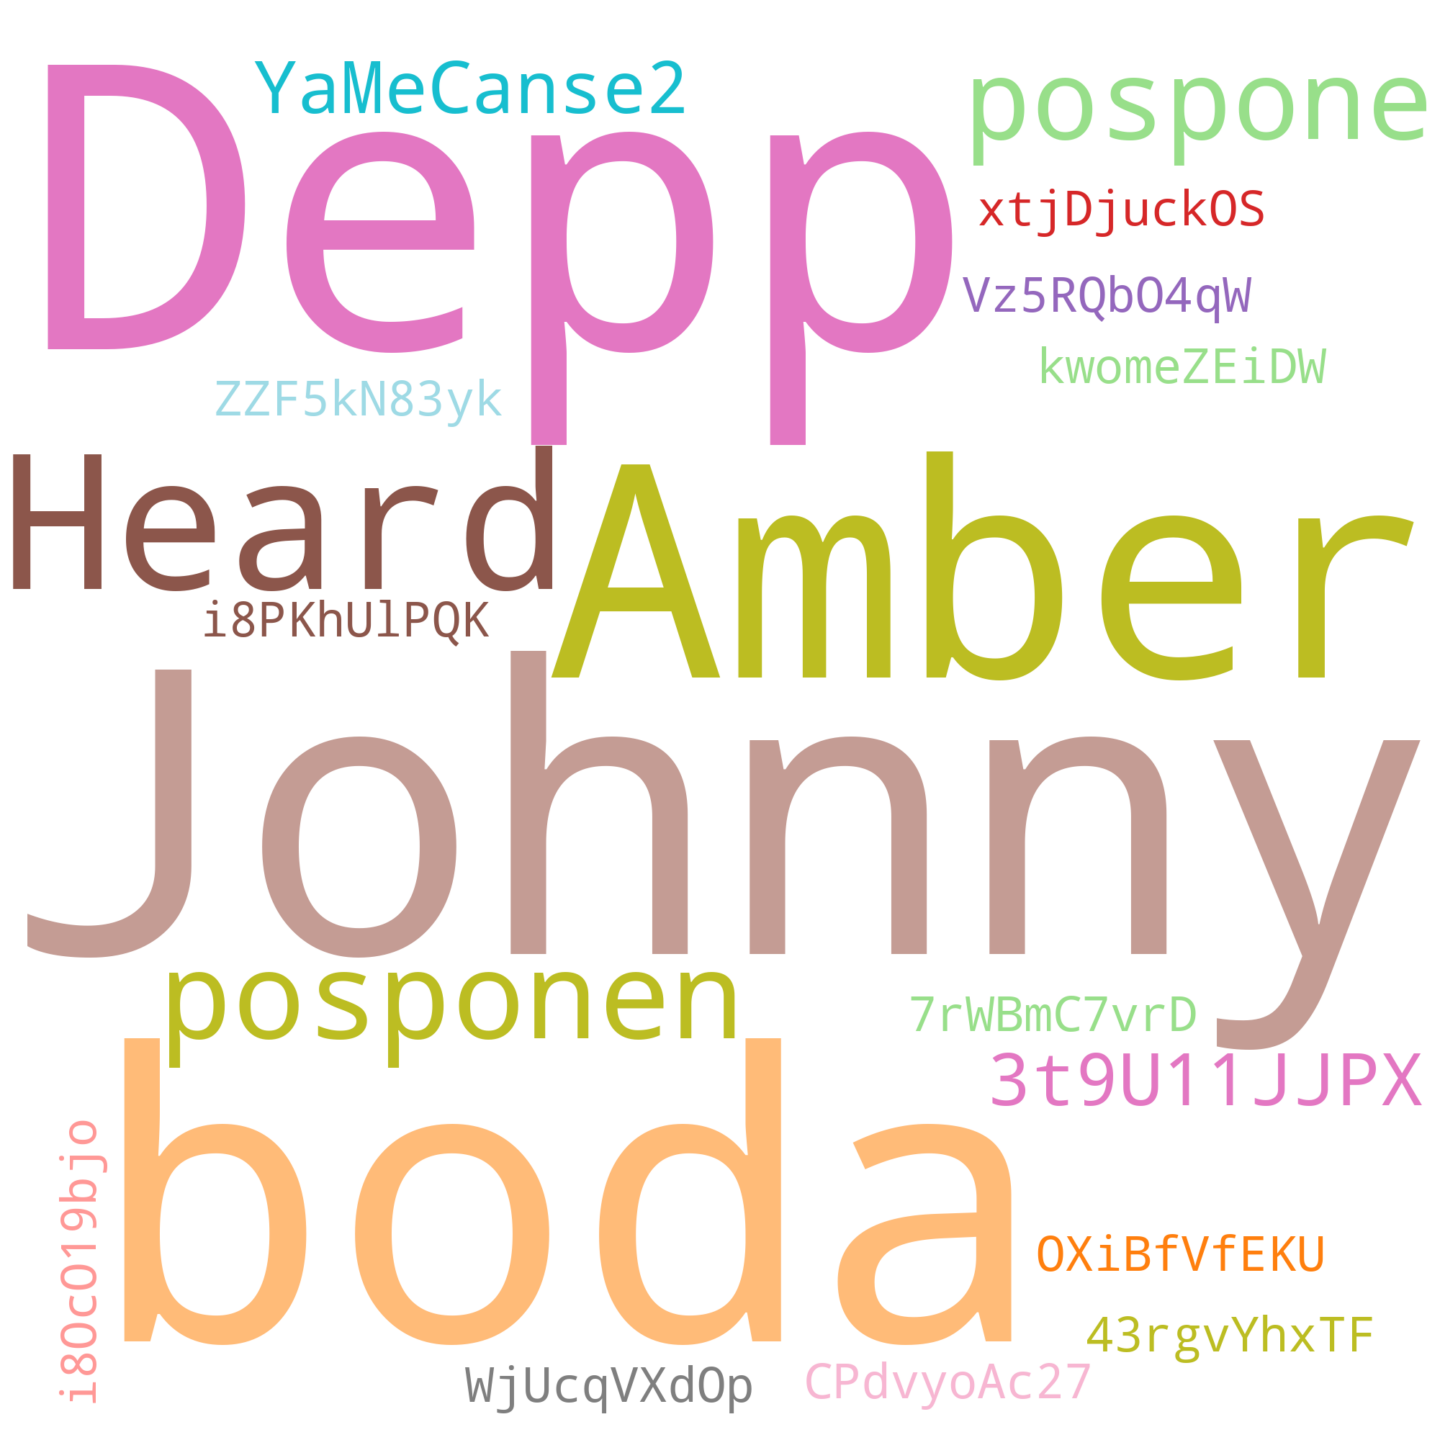 YaMeCanse2
pospone
Depp
xtjDjuckOS
Vz5RQbO4qW
kwomeZEiDW
ZZF5kN83yk
Heard
Amber
i8PKhUlPQK
Johnny
posponen
7rWBmC7vrD
3t9U11JJPX
boda
i8OcO19bjo
OXiBfVfEKU
43rgvYhxTF
WjUcqVXdOp
CPdvyoAc27